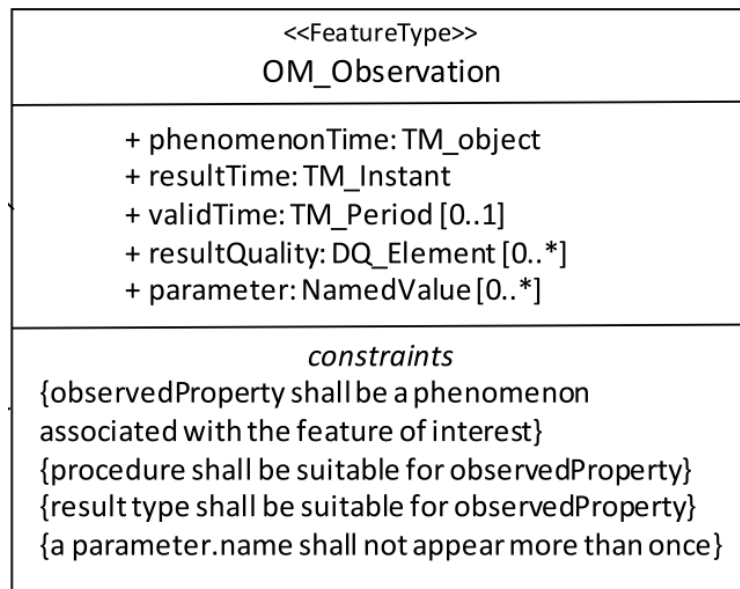 <<FeatureType>>
OM_Observation
+ phenomenonTime: TM_object
+ resultTime: TM_Instant
+ validTime: TM_Period [0..1]
+ resultQuality: DQ_Element [0..*]
+ parameter: NamedValue [0..*]
constraints
{observedProperty shall be a phenomenon
associated with the feature of interest}
{procedure shall be suitable for observedProperty}
{result type shall be suitable for observedProperty}
{a parameter.name shall not appear more than once}